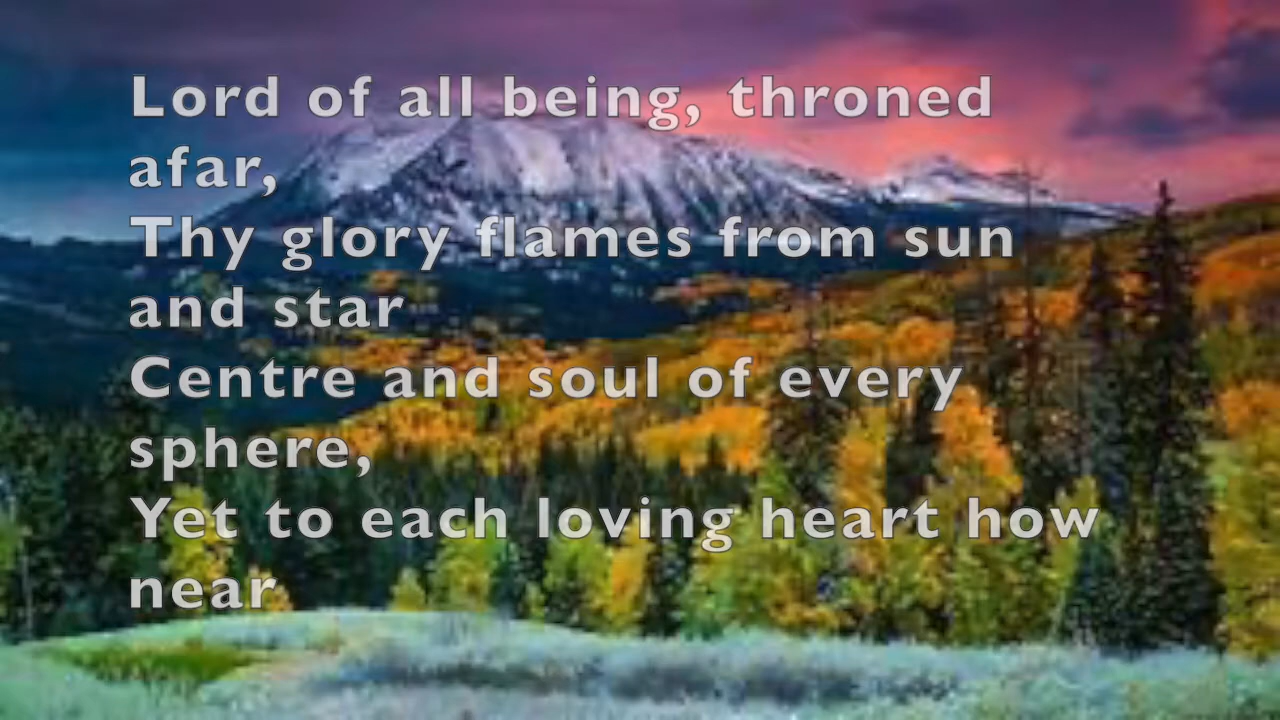 Lord of all being, throned
afar,
Thy glory flames from sun
and star
Centre and soul of every
sphere,
Yet to each loving heart how
near